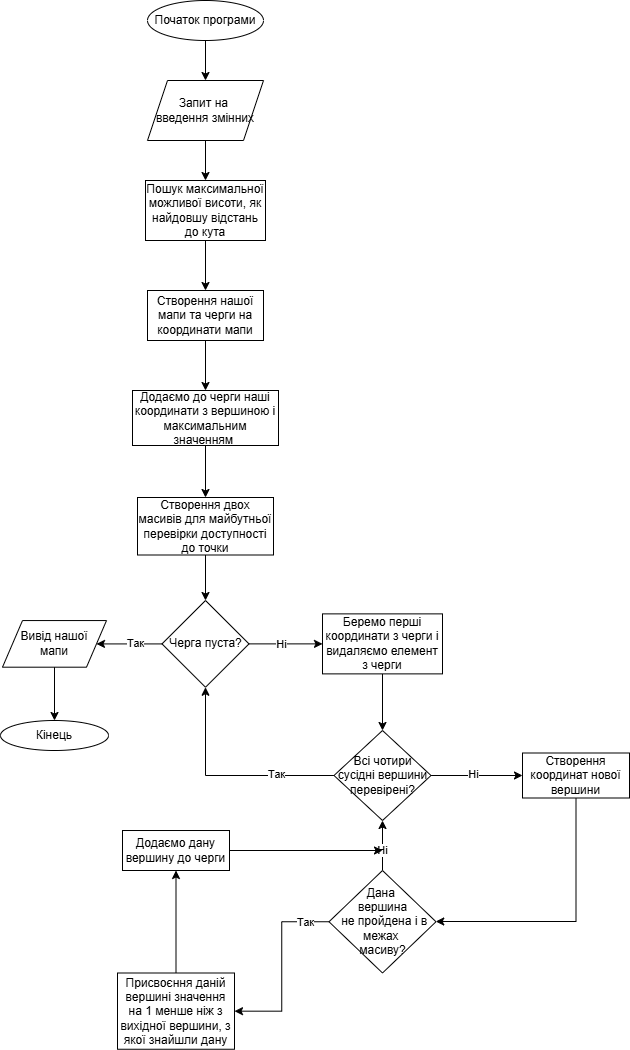 Початок програми
Запит на
введення змінних
Пошук максимальної
можливої висоти, як
найдовшу відстань
до кута
Створення нашої
мапи та черги на
координати мапи
Додаємо до черги наші
координати з вершиною і
максимальним
значенням
Створення двох
масивів для майбутньої
перевірки доступності
до точки
Черга пуста?
Так
Вивід нашої
мапи
Кінець
Ні
Беремо перші
координати з черги і
видаляємо елемент
з черги
Всі чотири
сусідні вершини
перевірені?
Так
Ні
Створення
координат нової
вершини
Дана
вершина
не пройдена і в
межах
масиву?
Ні
Так
Присвоєння даній
вершині значення
на 1 менше ніж з
вихідної вершини, з
якої знайшли дану
Додаємо дану
вершину до черги